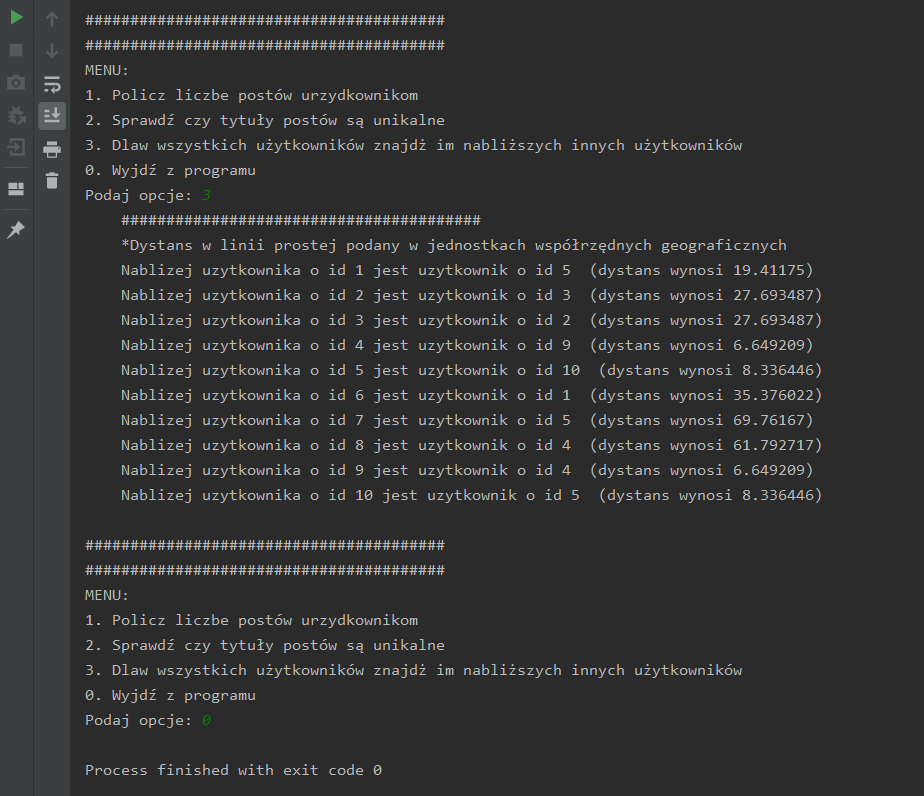 ########################################
########################################
MENU:
1. Policz liczbe postów urzydkownikom
2. Sprawdź czy tytuły postów są unikalne
3. Dlaw wszystkich użytkowników znajdż im nabliższych innych użytkowników
0. Wyjdź z programu
Podaj opcje: 3
########################################
*Dystans w linii prostej podany w jednostkach współrzędnych geograficznych
Nablizej uzytkownika o id 1 jest uzytkownik o id 5  (dystans wynosi 19.41175)
Nablizej uzytkownika o id 2 jest uzytkownik o id 3  (dystans wynosi 27.693487)
Nablizej uzytkownika o id 3 jest uzytkownik o id 2  (dystans wynosi 27.693487)
Nablizej uzytkownika o id 4 jest uzytkownik o id 9  (dystans wynosi 6.649209)
Nablizej uzytkownika o id 5 jest uzytkownik o id 10  (dystans wynosi 8.336446)
Nablizej uzytkownika o id 6 jest uzytkownik o id 1  (dystans wynosi 35.376022)
Nablizej uzytkownika o id 7 jest uzytkownik o id 5  (dystans wynosi 69.76167)
Nablizej uzytkownika o id 8 jest uzytkownik o id 4  (dystans wynosi 61.792717)
Nablizej uzytkownika o id 9 jest uzytkownik o id 4  (dystans wynosi 6.649209)
Nablizej uzytkownika o id 10 jest uzytkownik o id 5  (dystans wynosi 8.336446)
########################################
########################################
MENU:
1. Policz liczbe postów urzydkownikom
2. Sprawdź czy tytuły postów są unikalne
3. Dlaw wszystkich użytkowników znajdż im nabliższych innych użytkowników
0. Wyjdź z programu
Podaj opcje: 0
Process finished with exit code 0